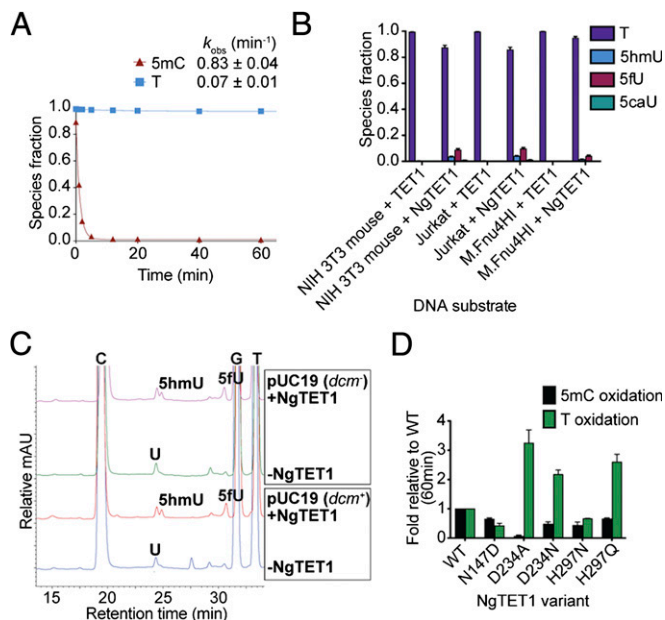 A
k_obs (min⁻¹)
5mC 0.83 ± 0.04
T 0.07 ± 0.01
1.0
0.8
0.6
0.4
0.2
0.0
Species fraction
0 20 40 60
Time (min)
B
1.0
0.8
0.6
0.4
0.2
0.0
Species fraction
T
5hmU
5fU
5caU
NIH 3T3 mouse + TET1
NIH 3T3 mouse + NgTET1
Jurkat + TET1
Jurkat + NgTET1
M.Fnu4HI + TET1
M.Fnu4HI + NgTET1
DNA substrate
C
Relative mAU
C G T
5hmU 5fU
pUC19 (dcm⁻)
+NgTET1
U
-NgTET1
5hmU 5fU
pUC19 (dcm⁺)
+NgTET1
U
-NgTET1
15 20 25 30
Retention time (min)
D
5mC oxidation
T oxidation
Fold relative to WT
(60min)
6
4
2
1
0
WT
N147D
D234A
D234N
H297N
H297Q
NgTET1 variant